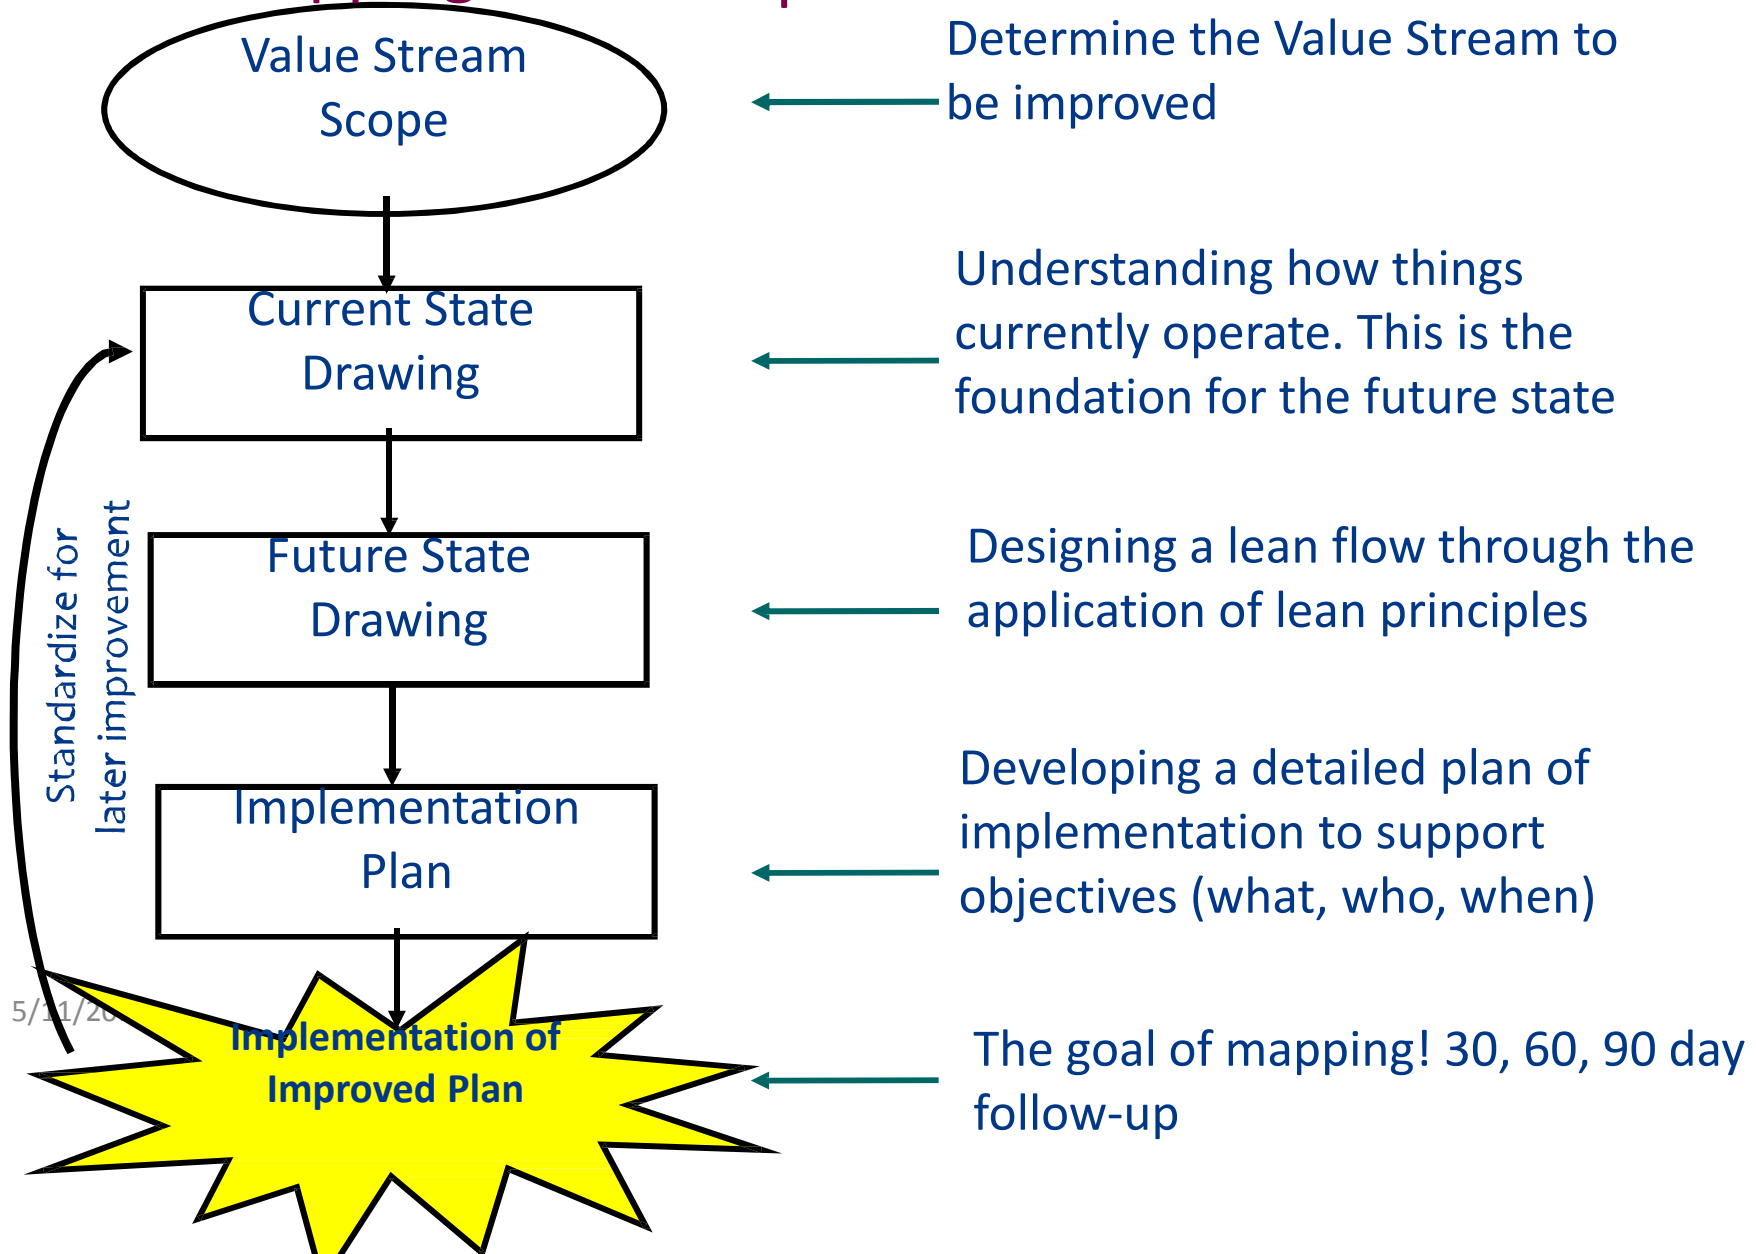 Value Stream
Scope
Determine the Value Stream to
be improved
Current State
Drawing
Understanding how things
currently operate. This is the
foundation for the future state
Standardize for
later improvement
Future State
Drawing
Designing a lean flow through the
application of lean principles
Implementation
Plan
Developing a detailed plan of
implementation to support
objectives (what, who, when)
5/11/20
Implementation of
Improved Plan
The goal of mapping! 30, 60, 90 day
follow-up